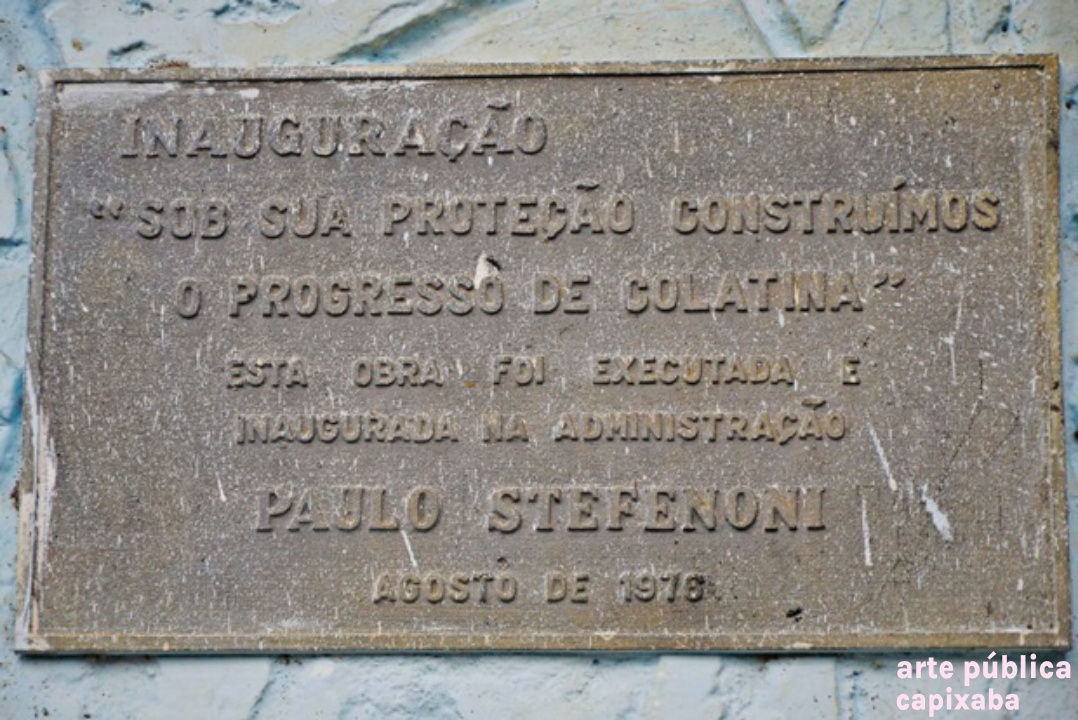 INAUGURAÇÃO
“SOB SUA PROTEÇÃO CONSTRUÍMOS
O PROGRESSO DE COLATINA”
ESTA OBRA FOI EXECUTADA E
INAUGURADA NA ADMINISTRAÇÃO
PAULO STEFENONI
AGOSTO DE 1976
arte pública
capixaba